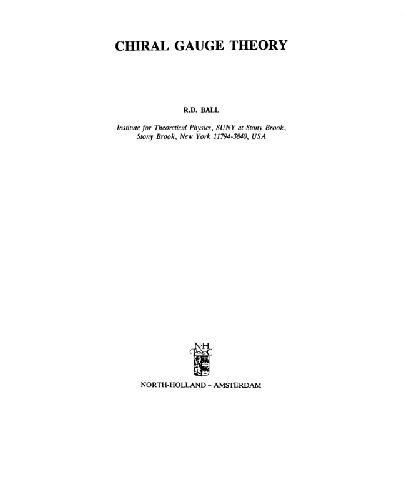 CHIRAL GAUGE THEORY
R.D. BALL
Institute for Theoretical Physics, SUNY at Stony Brook,
Stony Brook, New York 11794-3840, USA
NORTH-HOLLAND – AMSTERDAM